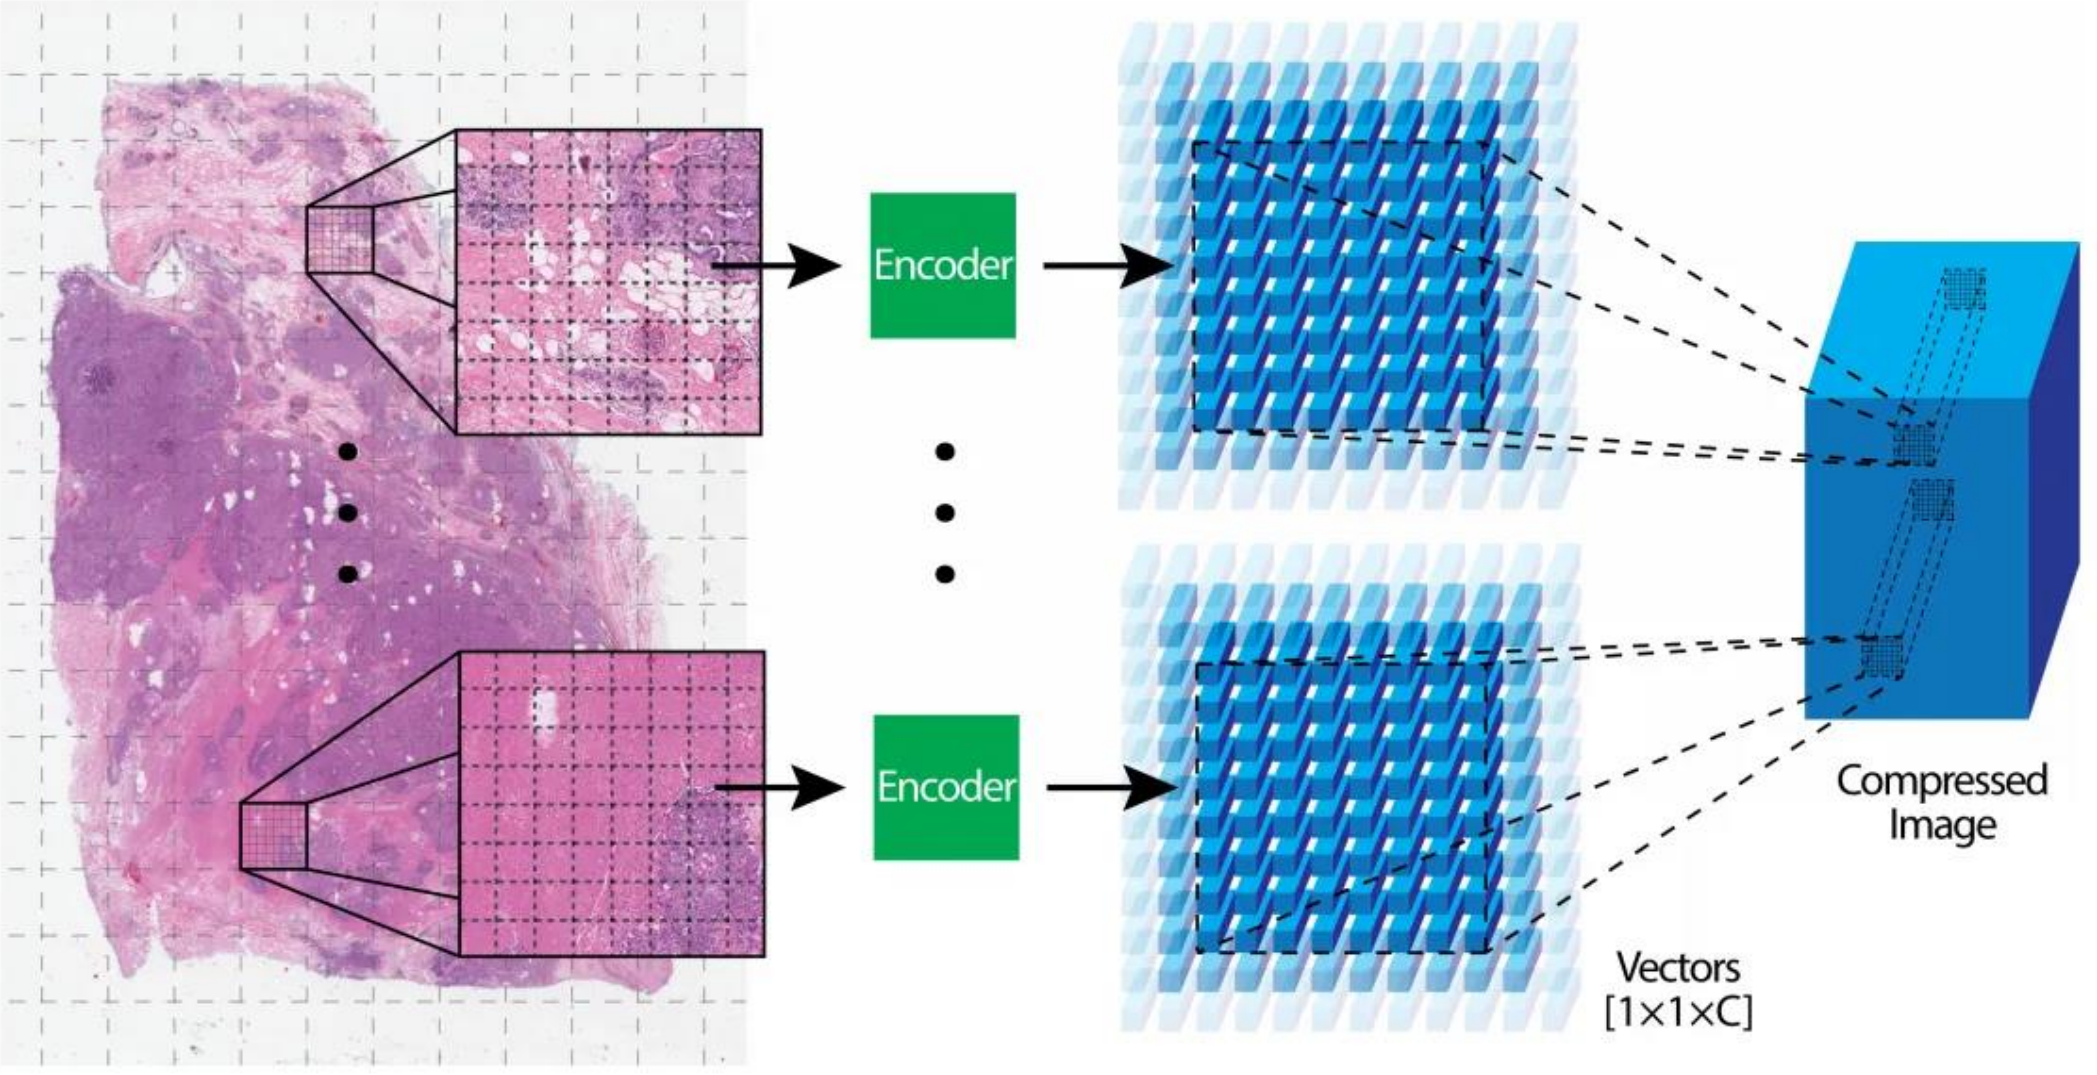 Encoder
Encoder
Compressed
Image
Vectors
[1×1×C]